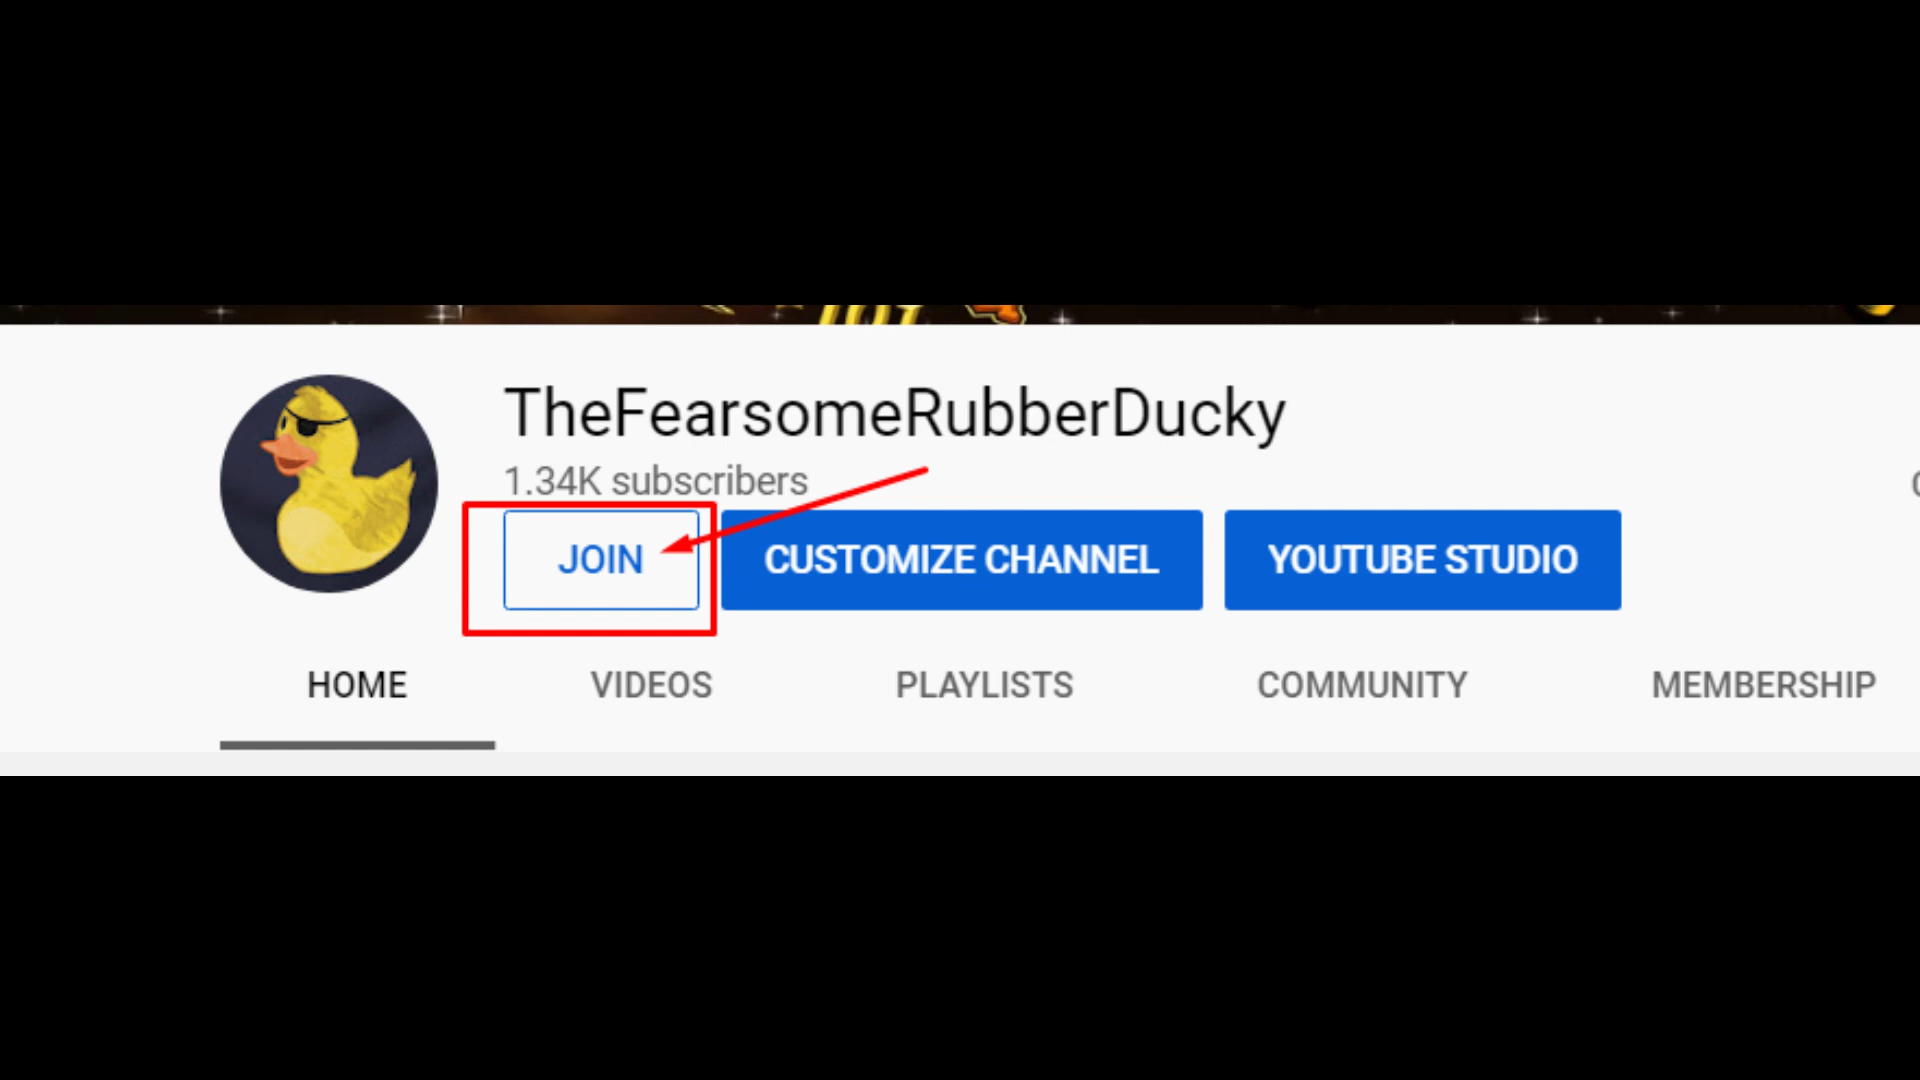 TheFearsomeRubberDucky
1.34K subscribers
JOIN CUSTOMIZE CHANNEL YOUTUBE STUDIO
HOME VIDEOS PLAYLISTS COMMUNITY MEMBERSHIP